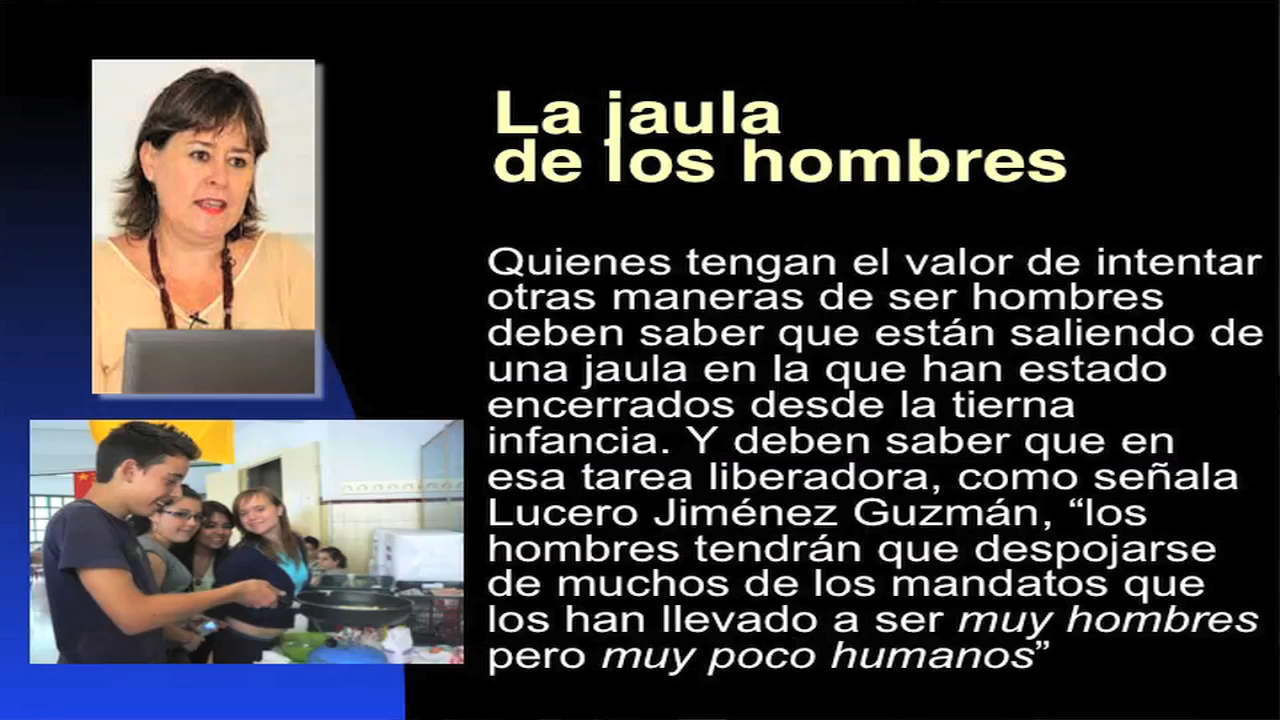 La jaula
de los hombres
Quienes tengan el valor de intentar
otras maneras de ser hombres
deben saber que están saliendo de
una jaula en la que han estado
encerrados desde la tierna
infancia. Y deben saber que en
esa tarea liberadora, como señala
Lucero Jiménez Guzmán, “los
hombres tendrán que despojarse
de muchos de los mandatos que
los han llevado a ser muy hombres
pero muy poco humanos”